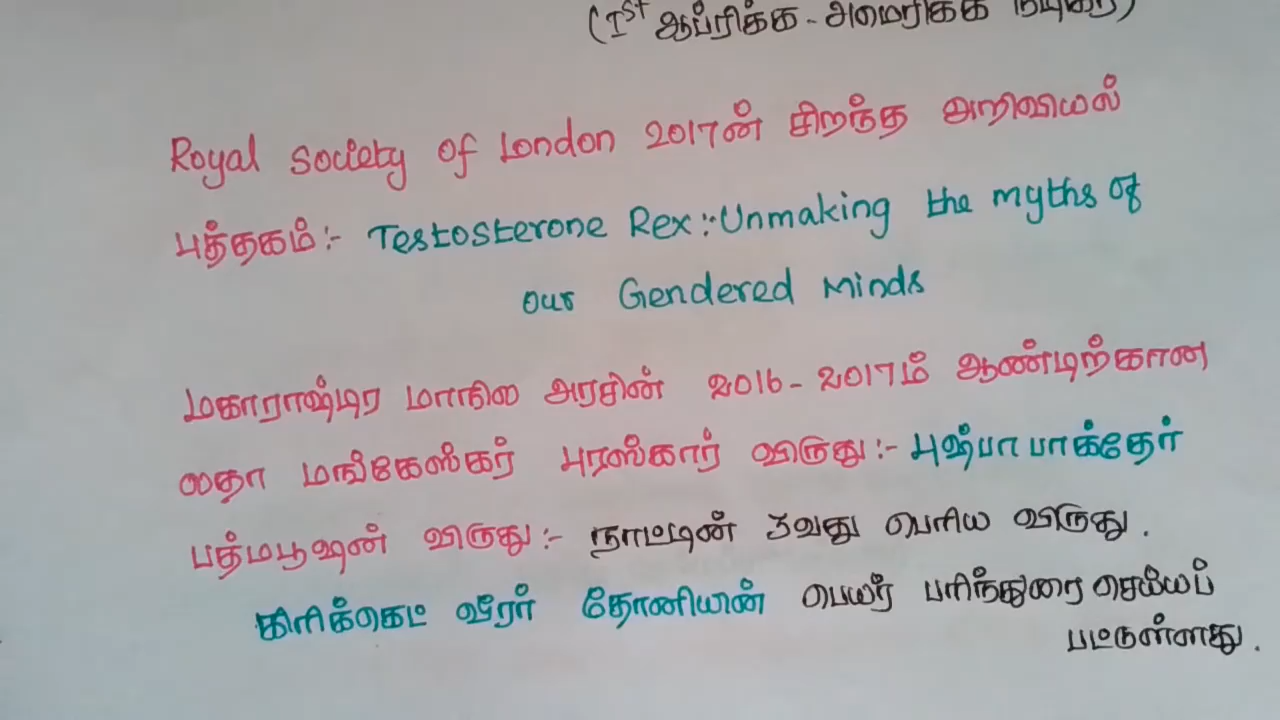 (Ist ஆப்ரிக்க - அமெரிக்க நடிகை)
Royal Society of London 2017ன் சிறந்த அறிவியல்
புத்தகம் :- Testosterone Rex :- Unmaking the myths of
our Gendered Minds
மகாராஷ்டிர மாநில அரசின் 2016 - 2017ம் ஆண்டிற்கான
லதா மங்கேஸ்கர் புரஸ்கார் விருது :- புஷ்பா பாக்தேர்
பத்மபூஷன் விருது :- நாட்டின் 3வது பெரிய விருது .
கிரிக்கெட் வீரர் தோனியின் பெயர் பரிந்துரை செய்யப்
பட்டுள்ளது .